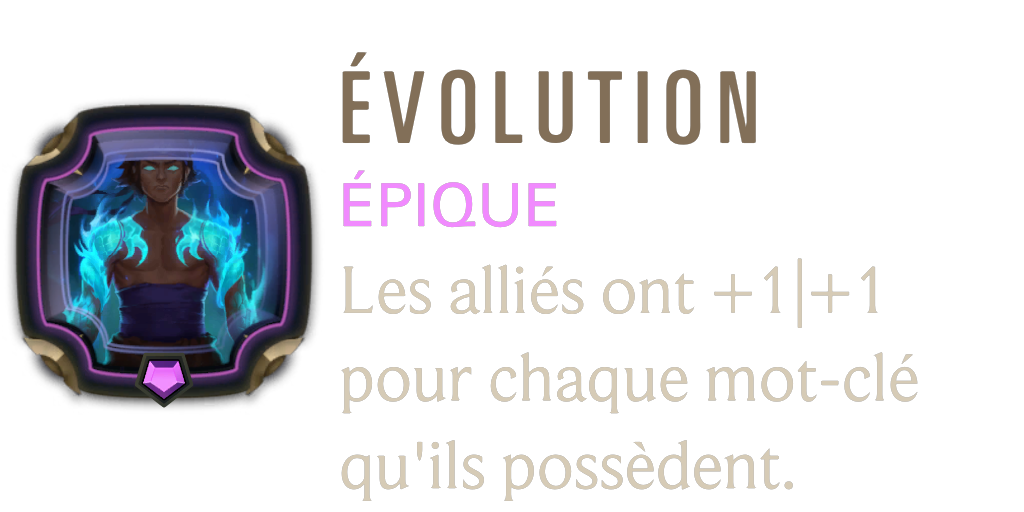 ÉVOLUTION
ÉPIQUE
Les alliés ont +1|+1
pour chaque mot-clé
qu'ils possèdent.